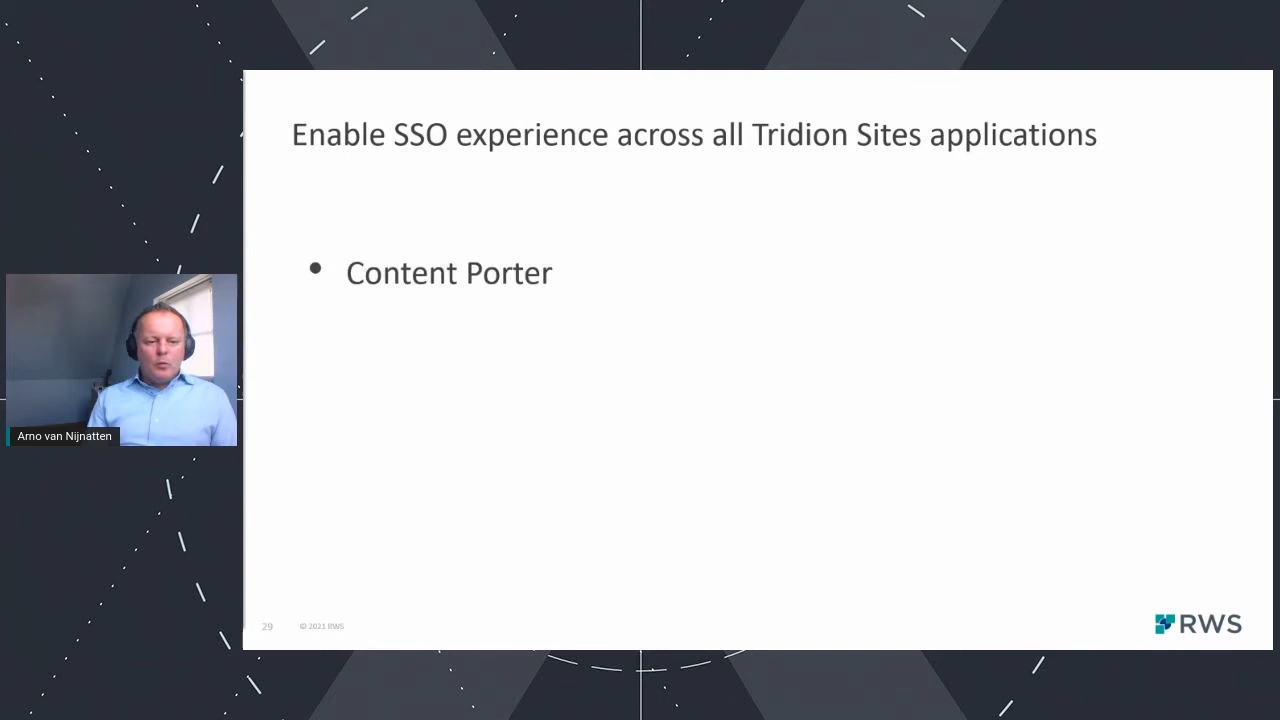 Enable SSO experience across all Tridion Sites applications
• Content Porter
Arno van Nijnatten
29 © 2021 RWS
RWS